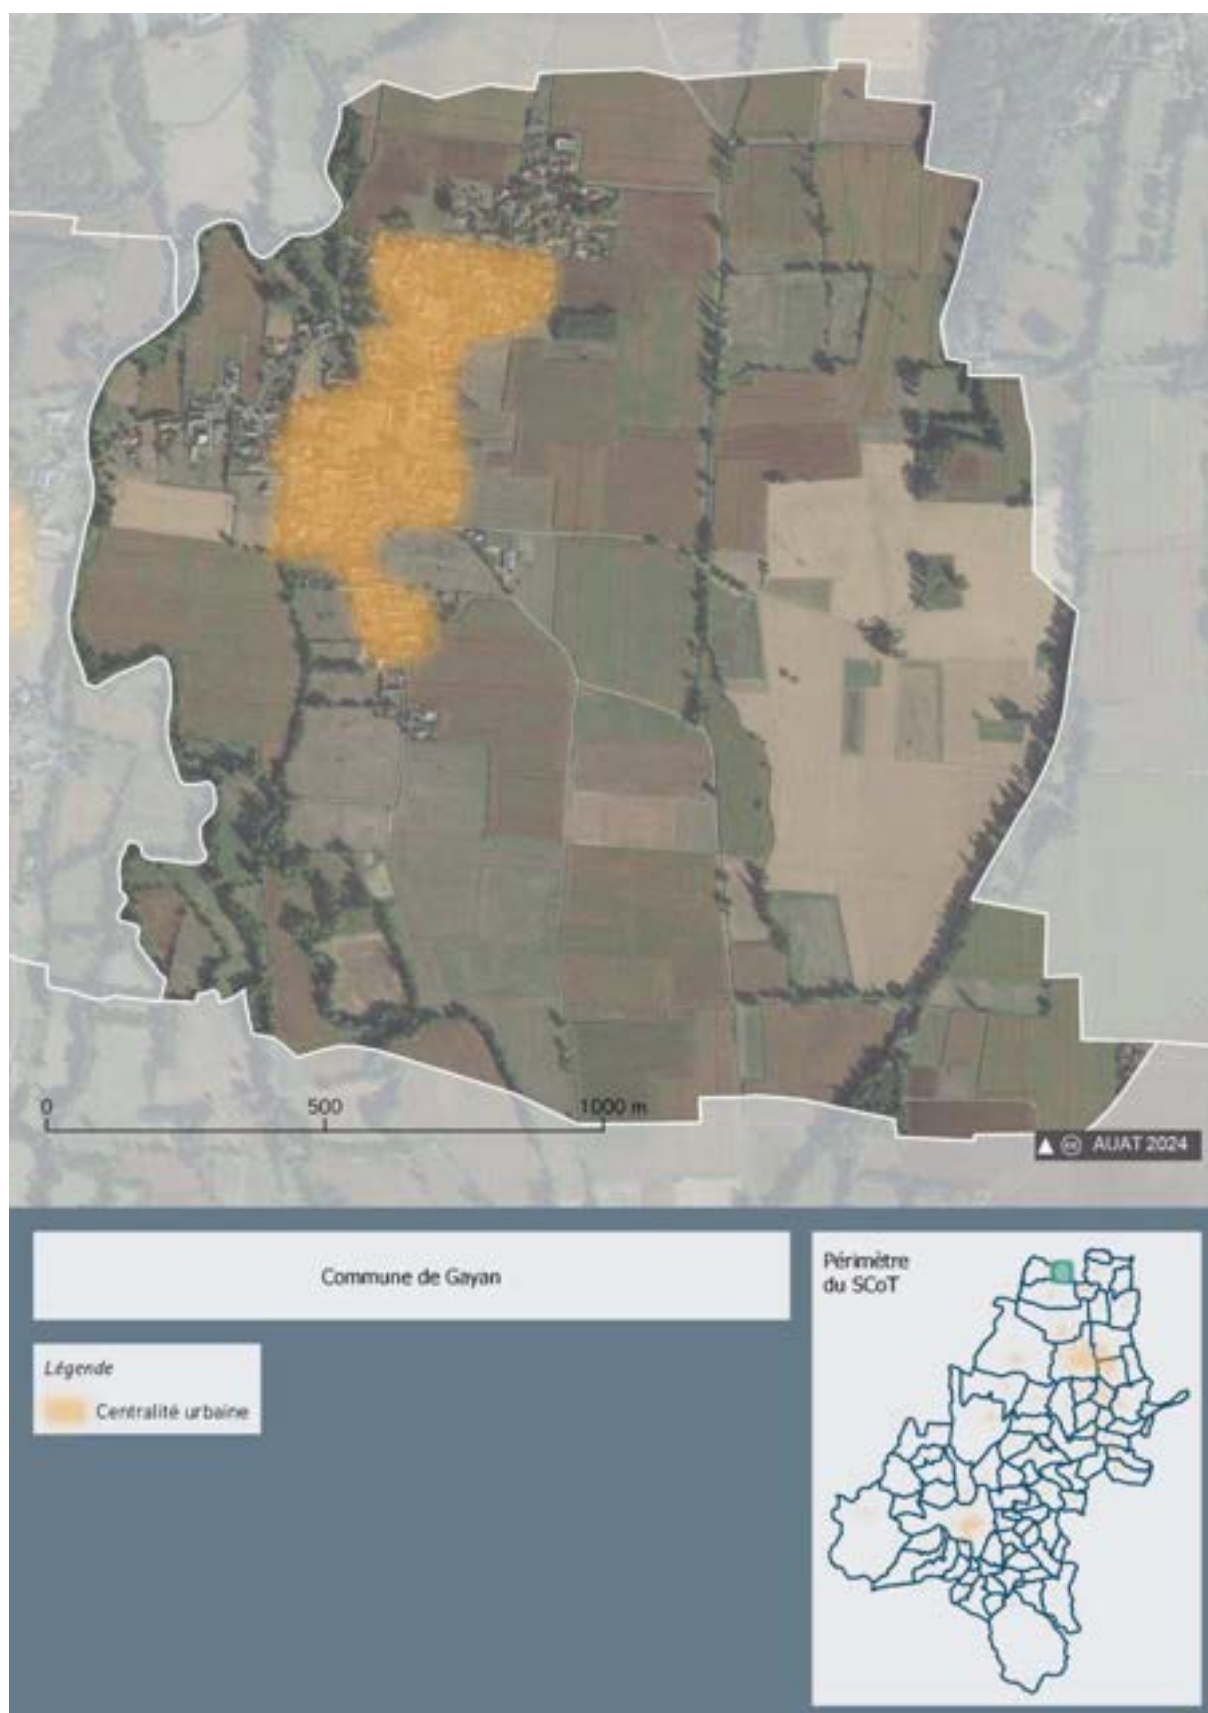 0 500 1000 m
AUAT 2024
Commune de Gayan
Périmètre
du SCoT
Légende
Centralité urbaine